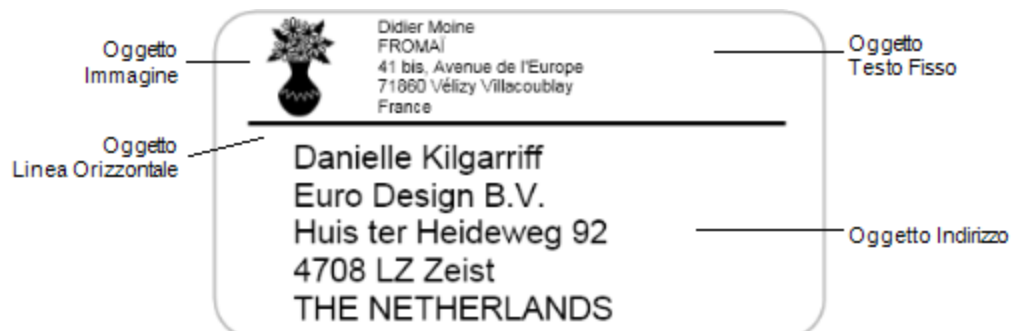 Oggetto
Immagine
Didier Moine
FROMAÏ
41 bis, Avenue de l'Europe
71860 Vélizy Villacoublay
France
Oggetto
Testo Fisso
Oggetto
Linea Orizzontale
Danielle Kilgarriff
Euro Design B.V.
Huis ter Heideweg 92
4708 LZ Zeist
THE NETHERLANDS
Oggetto Indirizzo